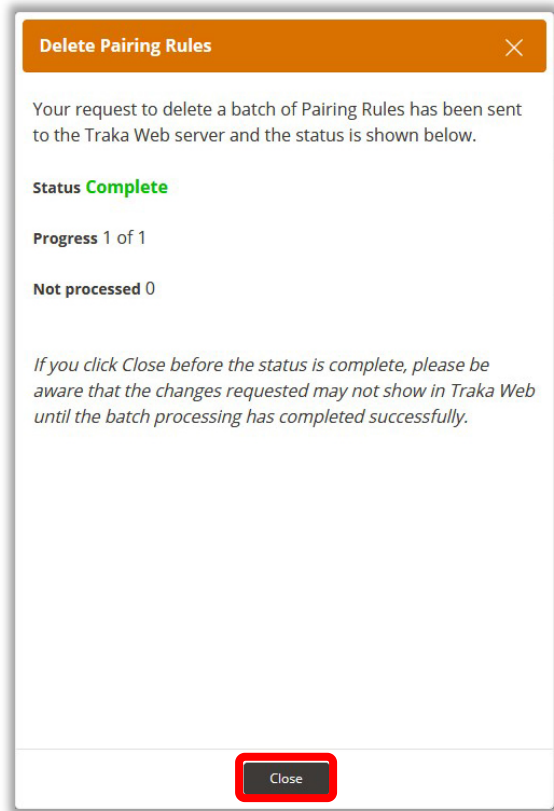 Delete Pairing Rules
Your request to delete a batch of Pairing Rules has been sent
to the Traka Web server and the status is shown below.
Status Complete
Progress 1 of 1
Not processed 0
If you click Close before the status is complete, please be
aware that the changes requested may not show in Traka Web
until the batch processing has completed successfully.
Close